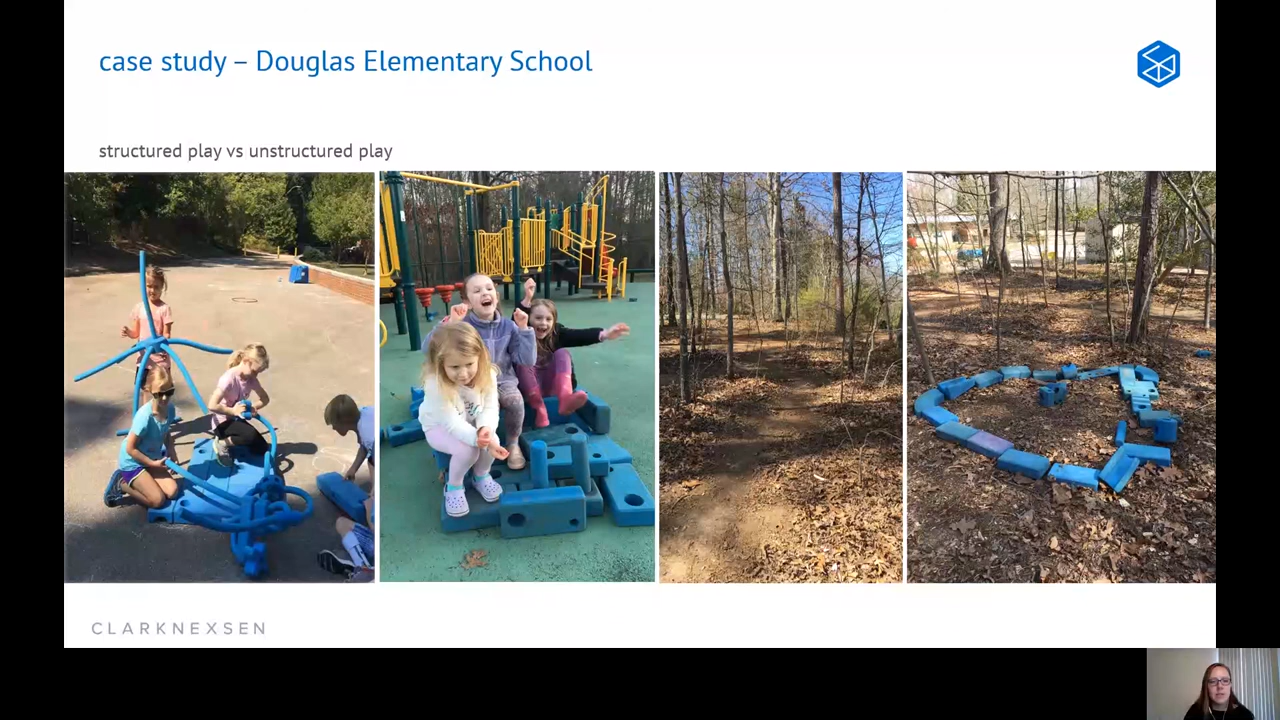 case study – Douglas Elementary School
structured play vs unstructured play
CLARKNEXSEN